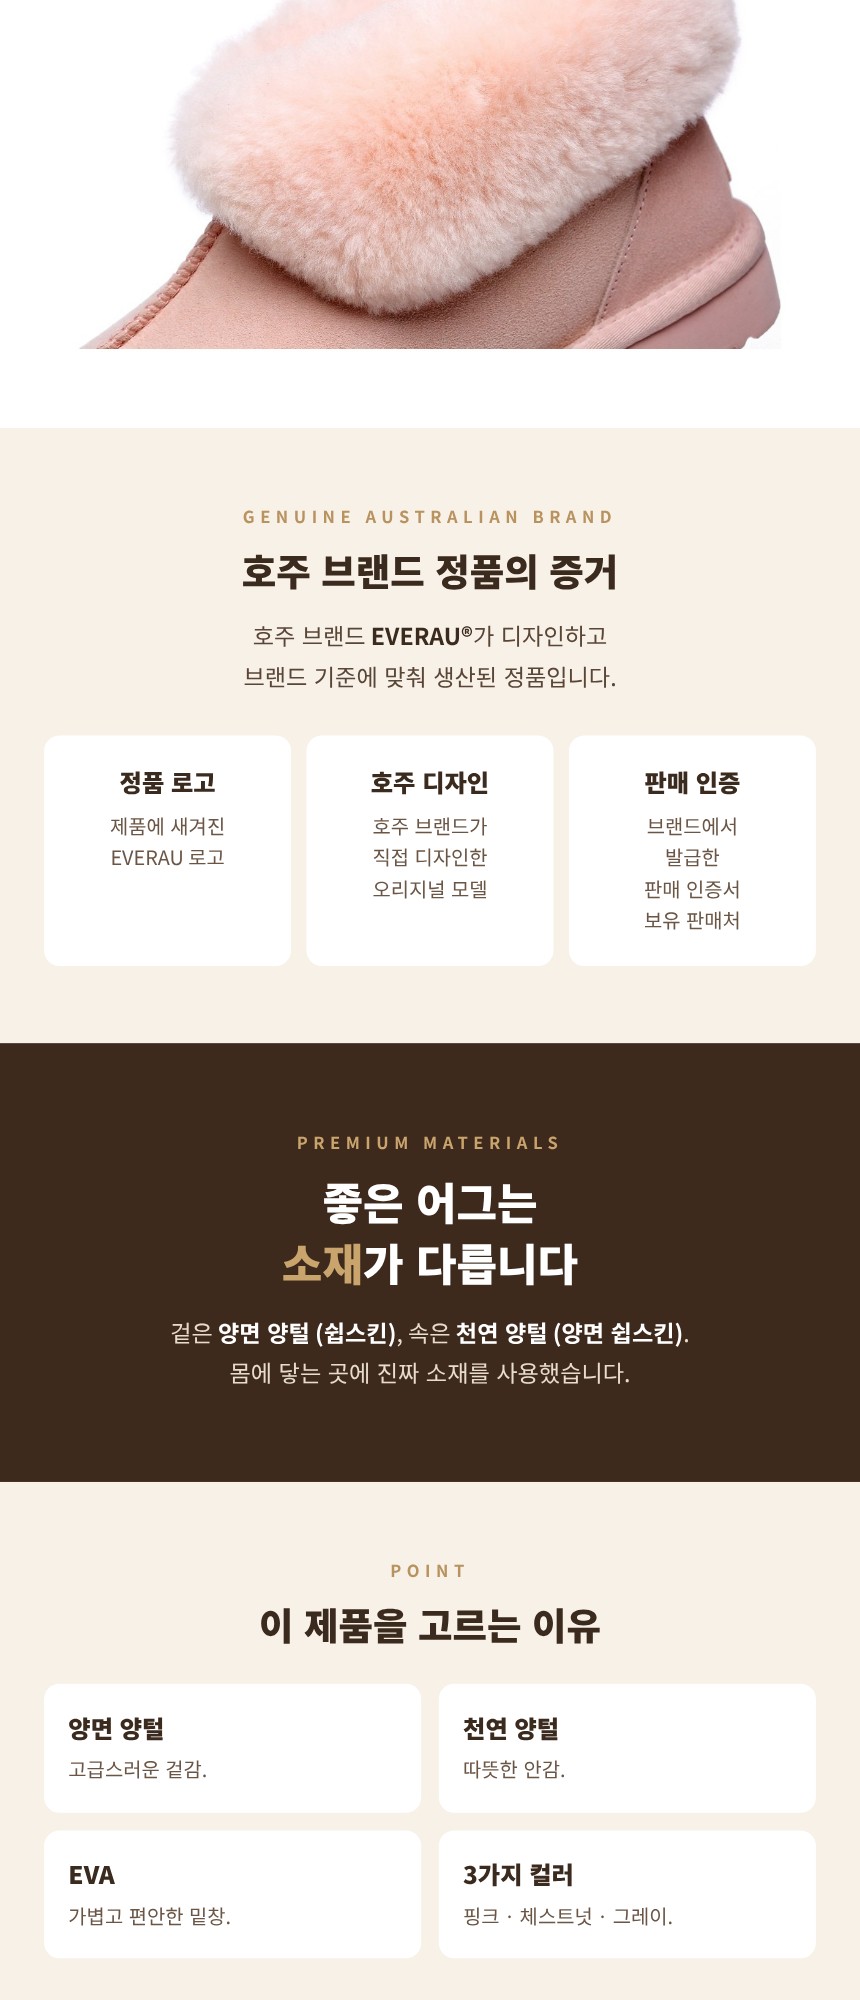 GENUINE AUSTRALIAN BRAND
호주 브랜드 정품의 증거
호주 브랜드 EVERAU®가 디자인하고
브랜드 기준에 맞춰 생산된 정품입니다.
정품 로고
제품에 새겨진
EVERAU 로고
호주 디자인
호주 브랜드가
직접 디자인한
오리지널 모델
판매 인증
브랜드에서
발급한
판매 인증서
보유 판매처
PREMIUM MATERIALS
좋은 어그는
소재가 다릅니다
겉은 양면 양털 (쉽스킨), 속은 천연 양털 (양면 쉽스킨).
몸에 닿는 곳에 진짜 소재를 사용했습니다.
POINT
이 제품을 고르는 이유
양면 양털
고급스러운 겉감.
천연 양털
따뜻한 안감.
EVA
가볍고 편안한 밑창.
3가지 컬러
핑크 · 체스트넛 · 그레이.